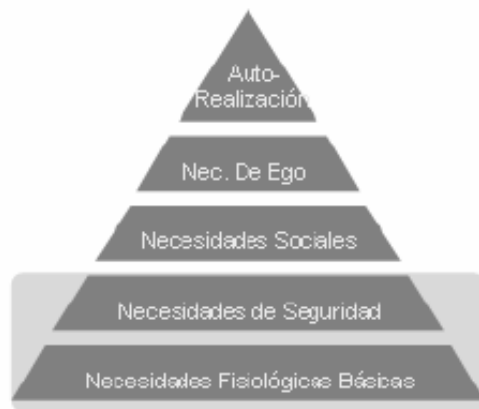 Auto-
Realización
Nec. De Ego
Necesidades Sociales
Necesidades de Seguridad
Necesidades Fisiológicas Básicas